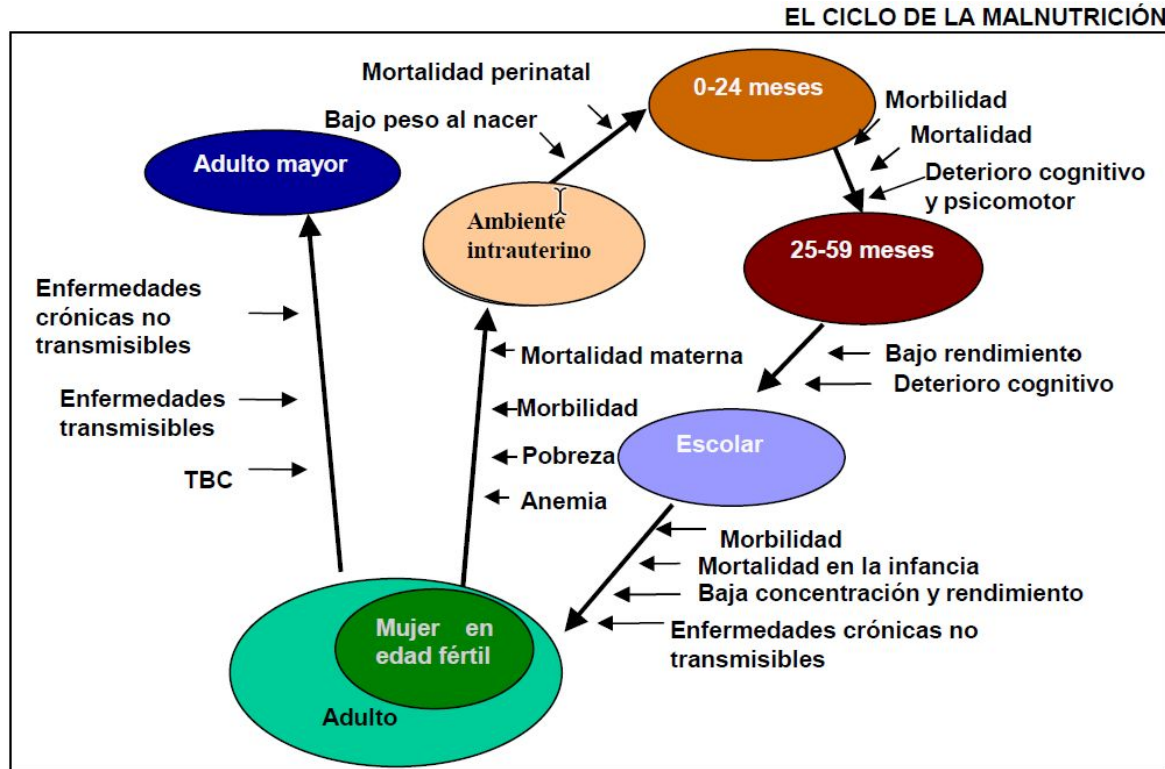 EL CICLO DE LA MALNUTRICIÓN
Mortalidad perinatal
Bajo peso al nacer
0-24 meses
Morbilidad
Mortalidad
Deterioro cognitivo
y psicomotor
Adulto mayor
Ambiente
intrauterino
25-59 meses
Enfermedades
crónicas no
transmisibles
Enfermedades
transmisibles
TBC
Mortalidad materna
Morbilidad
Pobreza
Anemia
Bajo rendimiento
Deterioro cognitivo
Escolar
Morbilidad
Mortalidad en la infancia
Baja concentración y rendimiento
Enfermedades crónicas no
transmisibles
Mujer en
edad fértil
Adulto